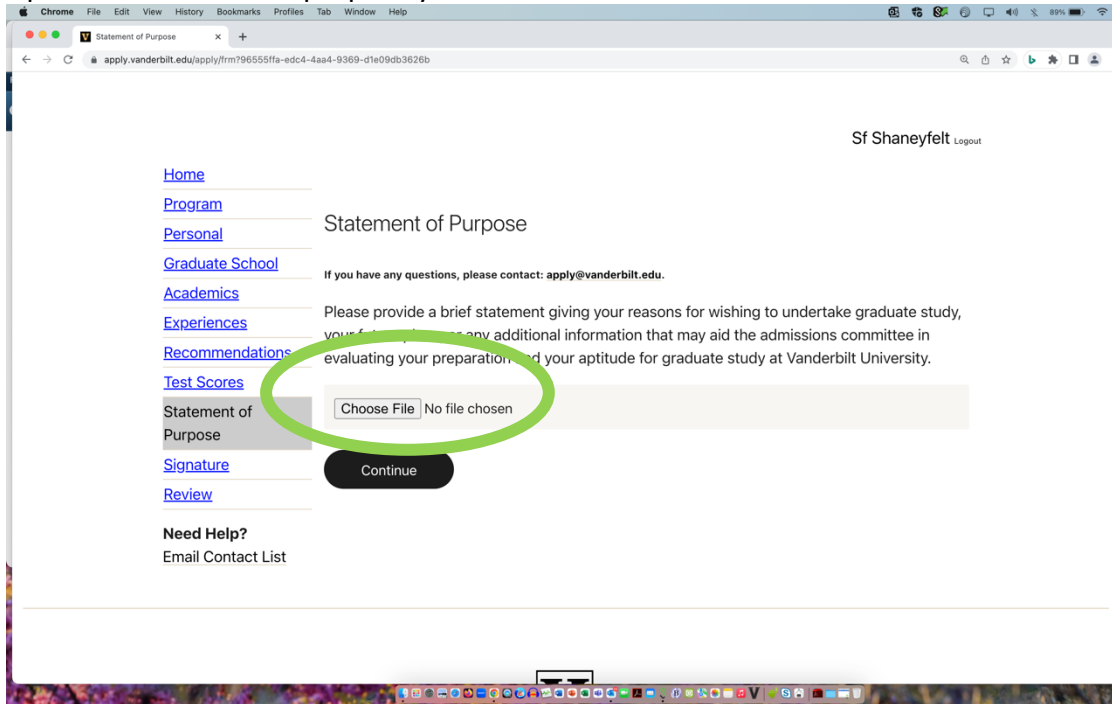 Chrome File Edit View History Bookmarks Profiles Tab Window Help 89%
Statement of Purpose
apply.vanderbilt.edu/apply/frm?96555ffa-edc4-4aa4-9369-d1e09db3626b
Sf Shaneyfelt Logout
Home
Program
Personal
Graduate School
Academics
Experiences
Recommendations
Test Scores
Statement of
Purpose
Signature
Review
Need Help?
Email Contact List
Statement of Purpose
If you have any questions, please contact: apply@vanderbilt.edu.
Please provide a brief statement giving your reasons for wishing to undertake graduate study,
your any additional information that may aid the admissions committee in
evaluating your preparation and your aptitude for graduate study at Vanderbilt University.
Choose File No file chosen
Continue